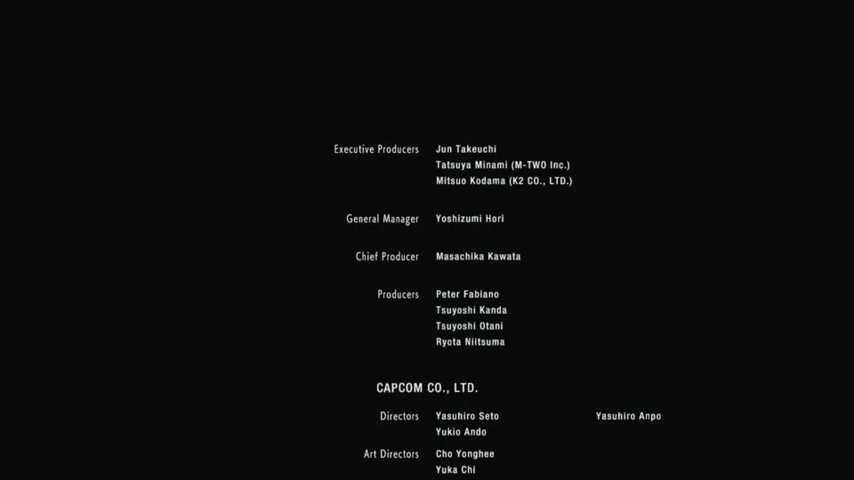 Executive Producers Jun Takeuchi
Tatsuya Minami (M-TWO Inc.)
Mitsuo Kodama (K2 CO., LTD.)
General Manager Yoshizumi Hori
Chief Producer Masachika Kawata
Producers Peter Fabiano
Tsuyoshi Kanda
Tsuyoshi Otani
Ryota Niitsuma
CAPCOM CO., LTD.
Directors Yasuhiro Seto Yasuhiro Anpo
Yukio Ando
Art Directors Cho Yonghee
Yuka Chi